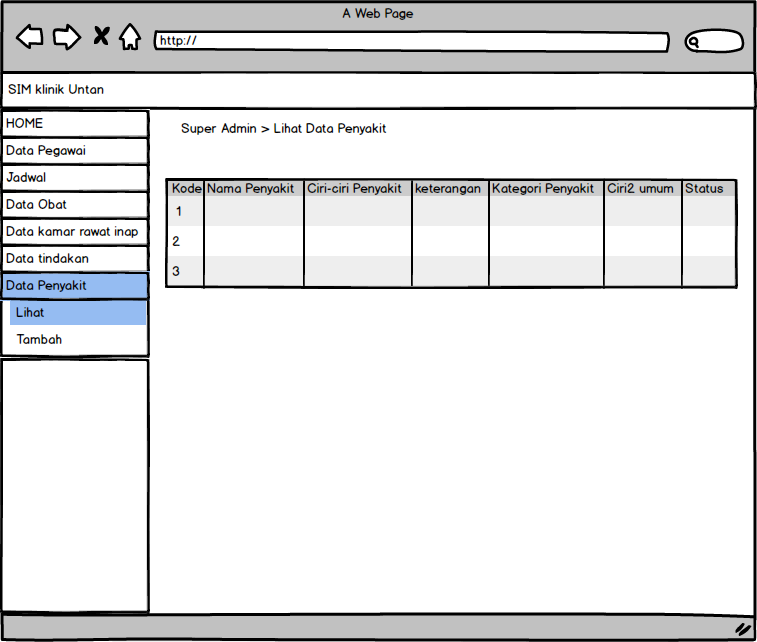 A Web Page
http://
SIM klinik Untan
HOME
Data Pegawai
Jadwal
Data Obat
Data kamar rawat inap
Data tindakan
Data Penyakit
Lihat
Tambah
Super Admin > Lihat Data Penyakit
Kode Nama Penyakit Ciri-ciri Penyakit keterangan Kategori Penyakit Ciri2 umum Status
1
2
3